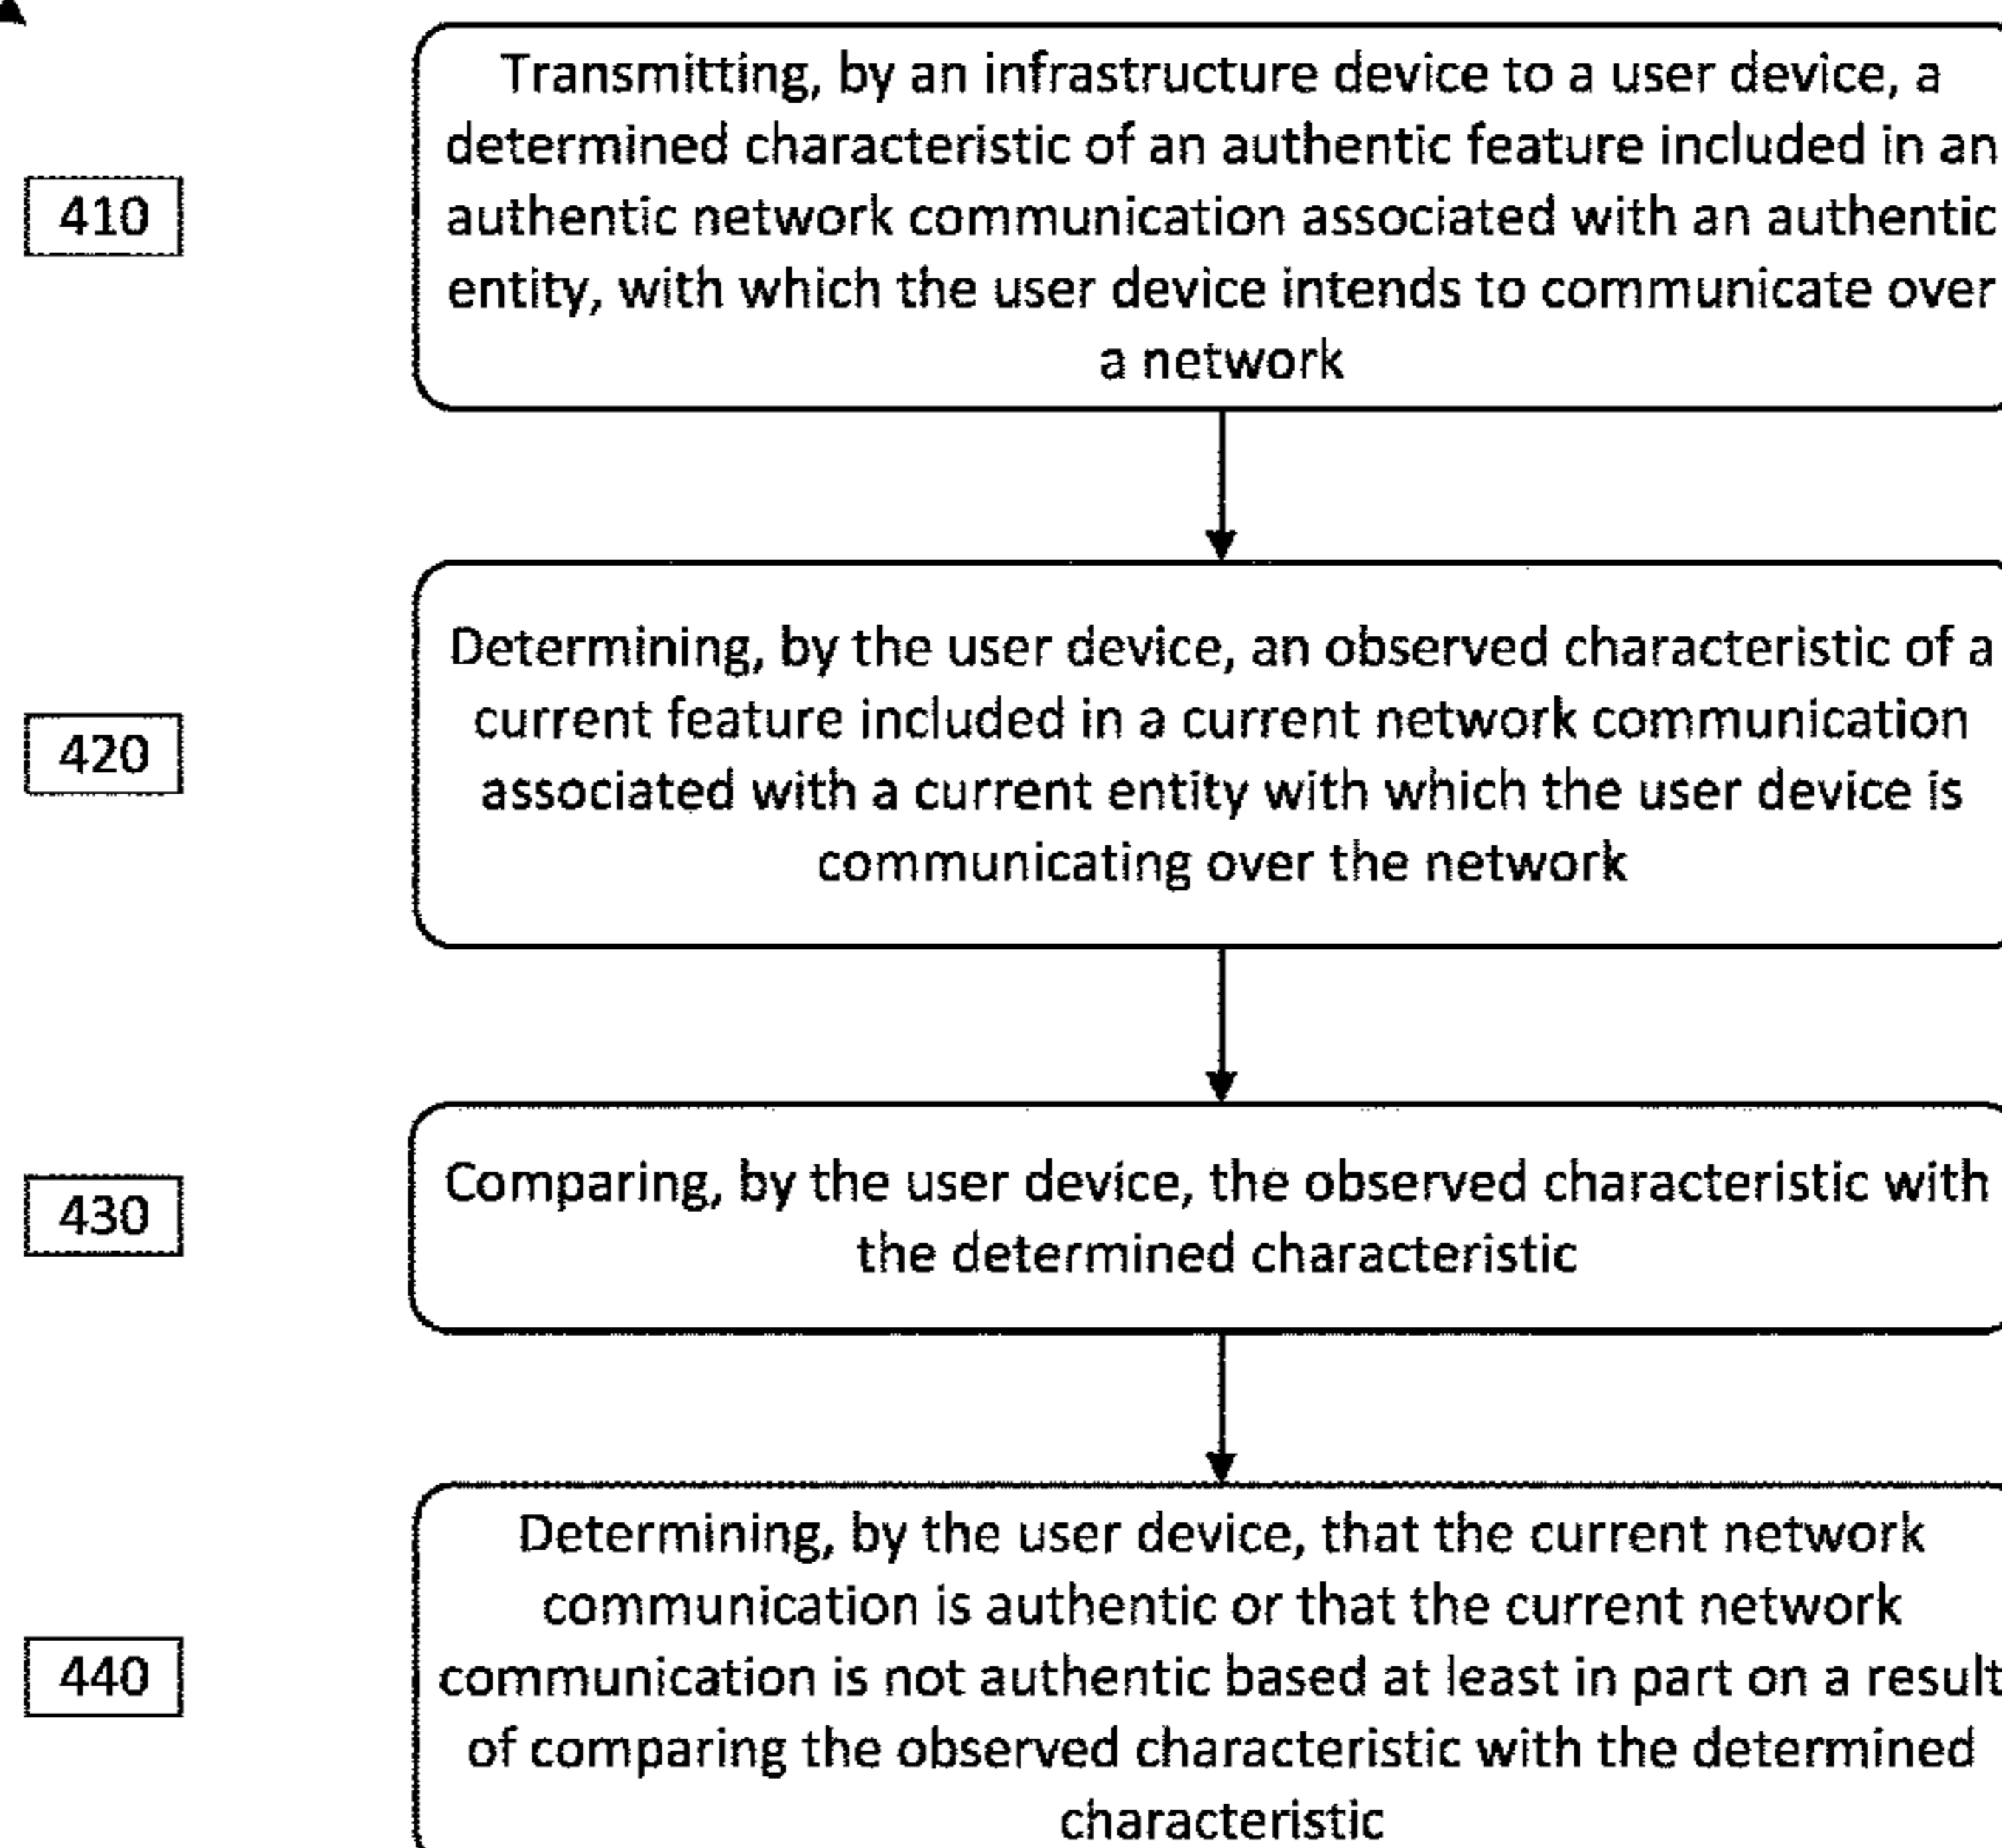 410
Transmitting, by an infrastructure device to a user device, a
determined characteristic of an authentic feature included in an
authentic network communication associated with an authentic
entity, with which the user device intends to communicate over
a network
420
Determining, by the user device, an observed characteristic of a
current feature included in a current network communication
associated with a current entity with which the user device is
communicating over the network
430
Comparing, by the user device, the observed characteristic with
the determined characteristic
440
Determining, by the user device, that the current network
communication is authentic or that the current network
communication is not authentic based at least in part on a result
of comparing the observed characteristic with the determined
characteristic